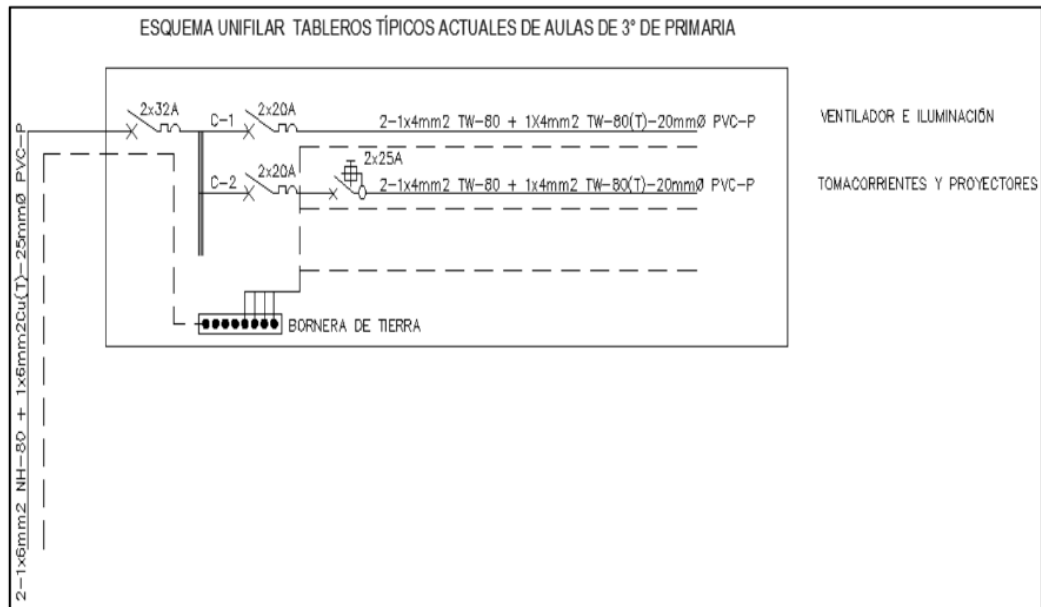 ESQUEMA UNIFILAR TABLEROS TÍPICOS ACTUALES DE AULAS DE 3° DE PRIMARIA
2x32A
C-1
2x20A
2-1x4mm2 TW-80 + 1X4mm2 TW-80(T)-20mmØ PVC-P
VENTILADOR E ILUMINACIÓN
C-2
2x20A
2x25A
2-1x4mm2 TW-80 + 1x4mm2 TW-80(T)-20mmØ PVC-P
TOMACORRIENTES Y PROYECTORES
BORNERA DE TIERRA
2-1x6mm2 NH-80 + 1x6mm2Cu(T)-25mmØ PVC-P